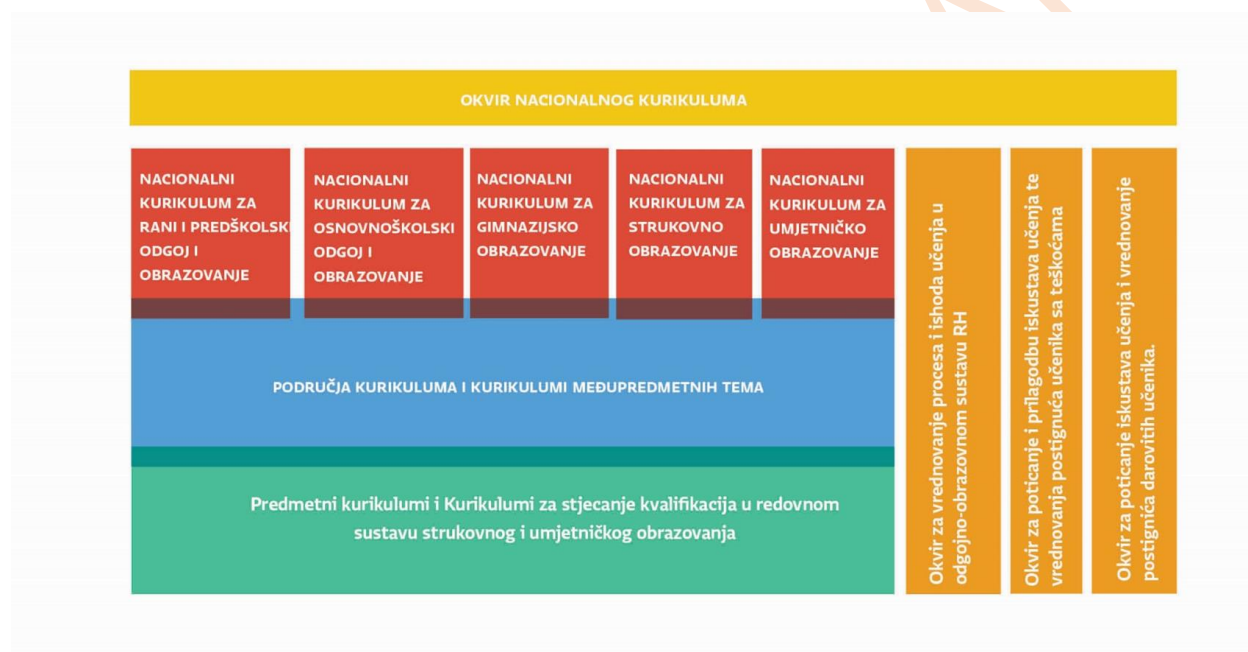 OKVIR NACIONALNOG KURIKULUMA
NACIONALNI
KURIKULUM ZA
RANI I PREDŠKOLSKI
ODGOJ I
OBRAZOVANJE
NACIONALNI
KURIKULUM ZA
OSNOVNOŠKOLSKI
ODGOJ I
OBRAZOVANJE
NACIONALNI
KURIKULUM ZA
GIMNAZIJSKO
OBRAZOVANJE
NACIONALNI
KURIKULUM ZA
STRUKOVNO
OBRAZOVANJE
NACIONALNI
KURIKULUM ZA
UMJETNIČKO
OBRAZOVANJE
PODRUČJA KURIKULUMA I KURIKULUMI MEĐUPREDMETNIH TEMA
Predmetni kurikulumi i Kurikulumi za stjecanje kvalifikacija u redovnom
sustavu strukovnog i umjetničkog obrazovanja
Okvir za vrednovanje procesa i ishoda učenja u
odgojno-obrazovnom sustavu RH
Okvir za poticanje i prilagodbu iskustava učenja te
vrednovanja postignuća učenika sa teškoćama
Okvir za poticanje iskustava učenja i vrednovanje
postignića darovitih učenika.